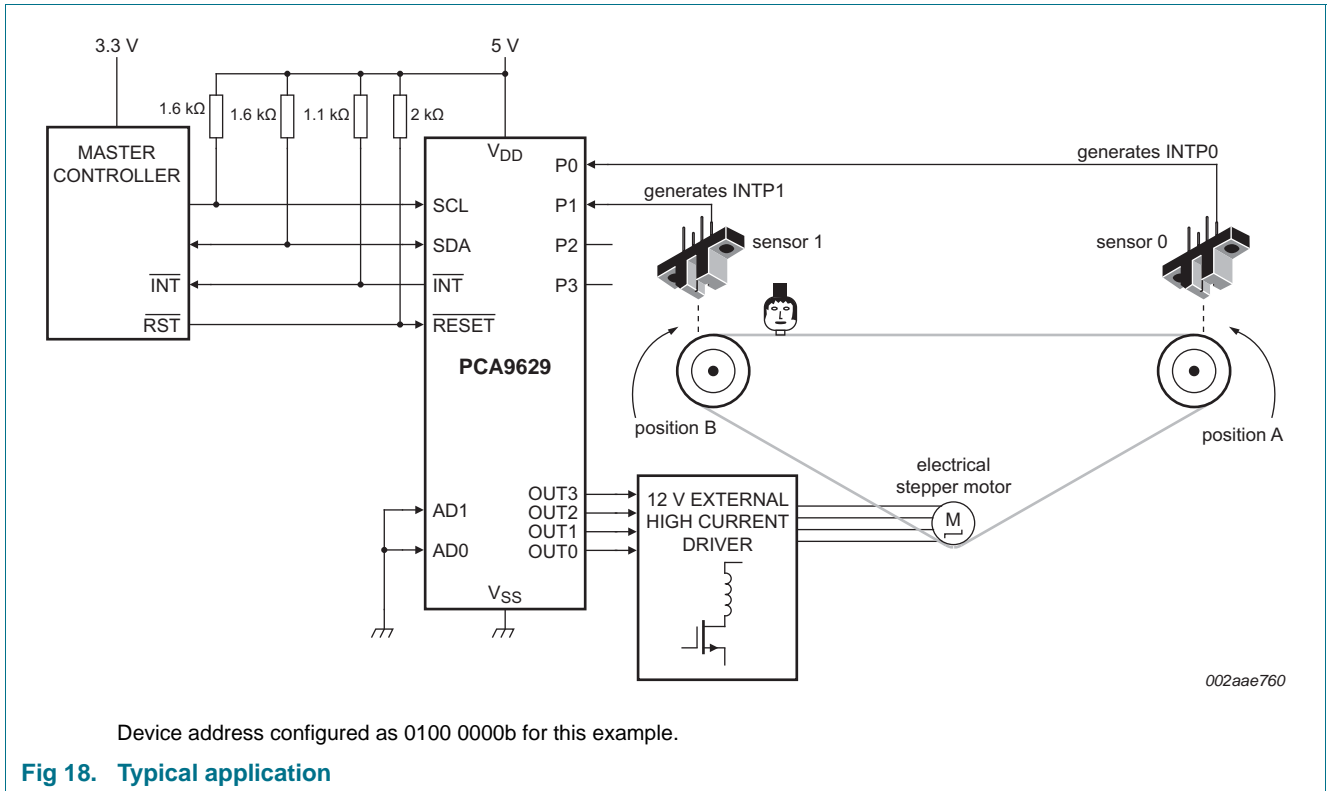 3.3 V
5 V
1.6 kΩ
1.6 kΩ
1.1 kΩ
2 kΩ
MASTER
CONTROLLER
INT
RST
VDD
SCL
SDA
INT
RESET
PCA9629
P0
P1
P2
P3
AD1
AD0
OUT3
OUT2
OUT1
OUT0
VSS
generates INTP0
generates INTP1
sensor 1
sensor 0
position B
position A
electrical
stepper motor
M
12 V EXTERNAL
HIGH CURRENT
DRIVER
002aae760
Device address configured as 0100 0000b for this example.
Fig 18. Typical application